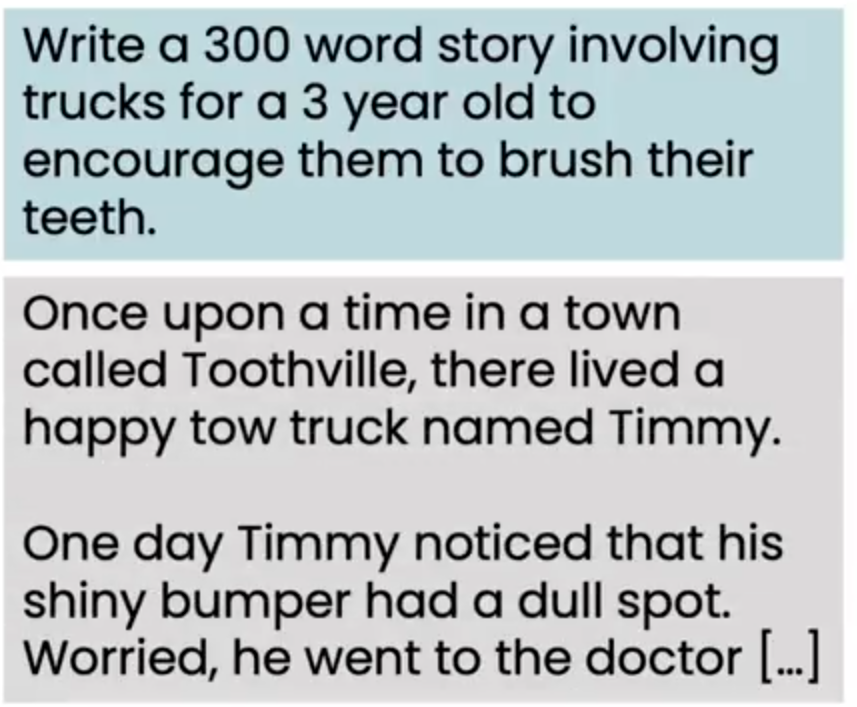 Write a 300 word story involving
trucks for a 3 year old to
encourage them to brush their
teeth.
Once upon a time in a town
called Toothville, there lived a
happy tow truck named Timmy.
One day Timmy noticed that his
shiny bumper had a dull spot.
Worried, he went to the doctor [...]